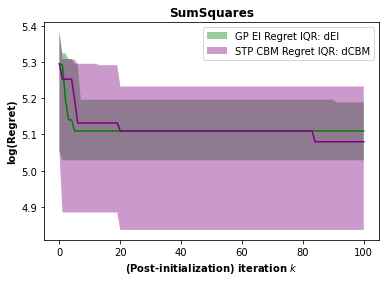 SumSquares
GP EI Regret IQR: dEI
STP CBM Regret IQR: dCBM
5.4
5.3
5.2
5.1
5.0
4.9
log(Regret)
0 20 40 60 80 100
(Post-initialization) iteration k